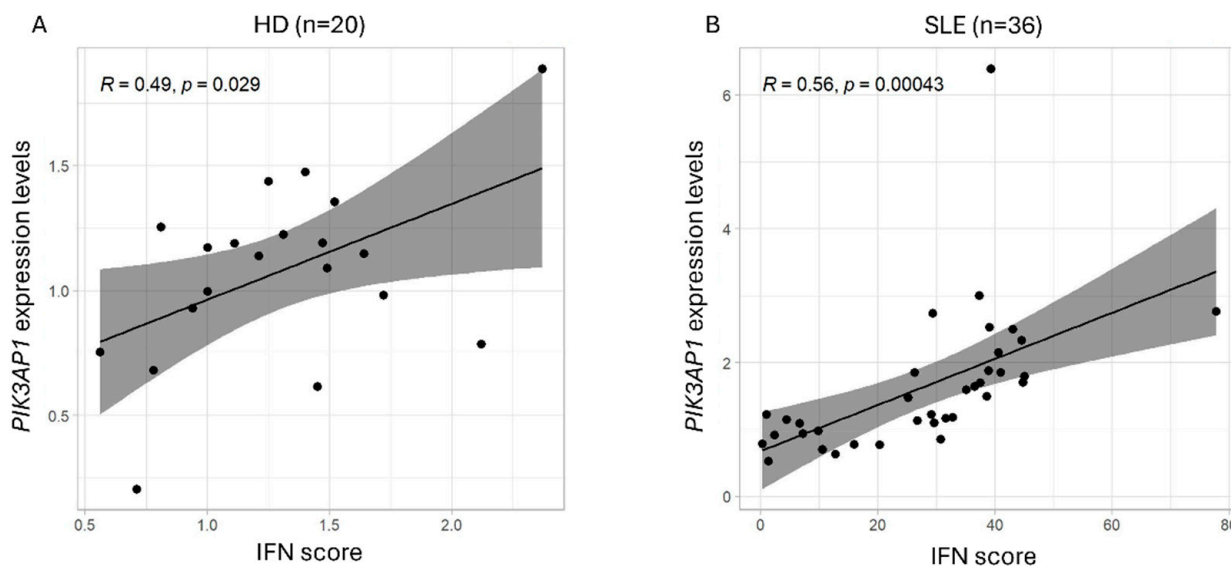 A
HD (n=20)
R = 0.49, p = 0.029
PIK3AP1 expression levels
1.5
1.0
0.5
0.5
1.0
1.5
2.0
IFN score
B
SLE (n=36)
R = 0.56, p = 0.00043
PIK3AP1 expression levels
6
4
2
0
0
20
40
60
80
IFN score